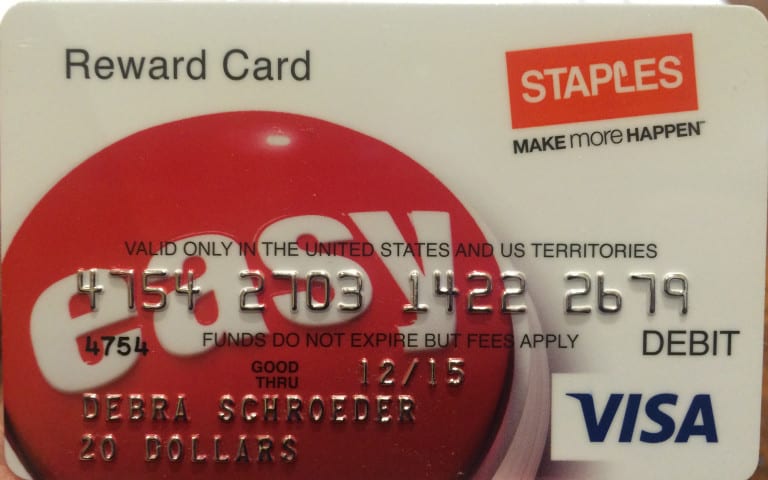 Reward Card
STAPLES
MAKE more HAPPEN™
easy
VALID ONLY IN THE UNITED STATES AND US TERRITORIES
4754 2703 1422 2679
4754
FUNDS DO NOT EXPIRE BUT FEES APPLY
DEBIT
GOOD
THRU
12/15
DEBRA SCHROEDER
20 DOLLARS
VISA